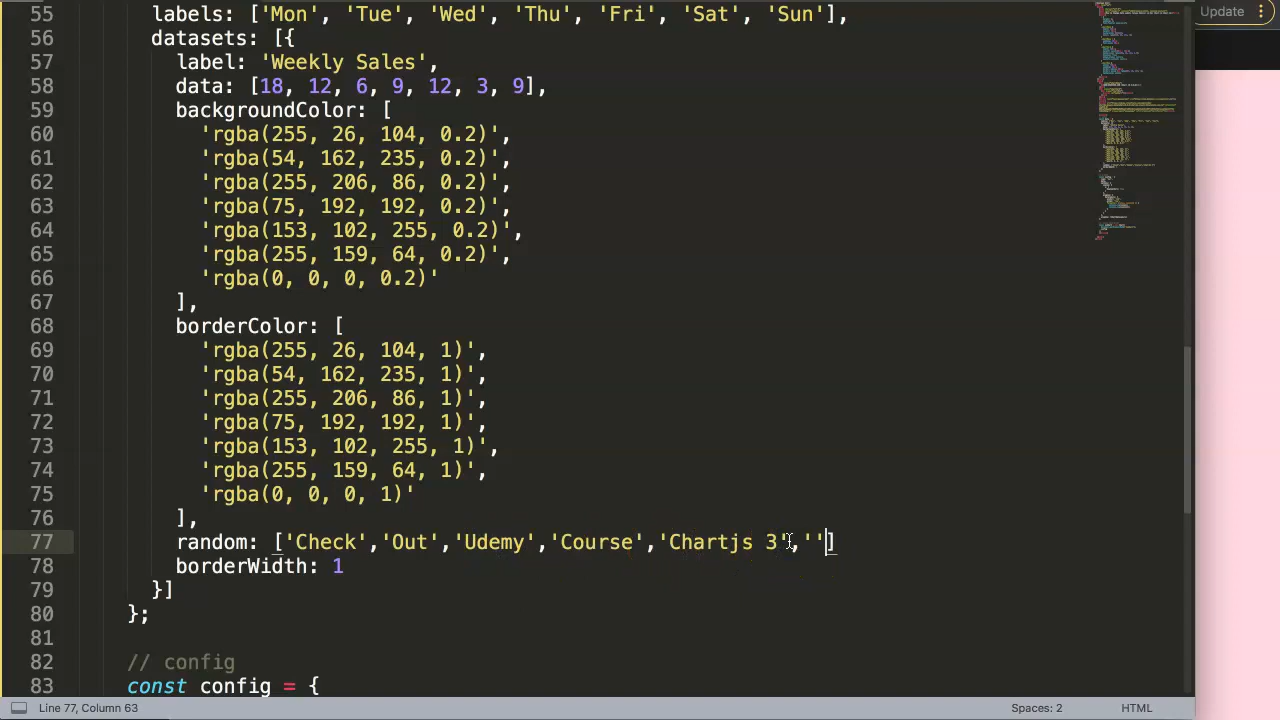 Update
55 labels: ['Mon', 'Tue', 'Wed', 'Thu', 'Fri', 'Sat', 'Sun'],
56 datasets: [{
57 label: 'Weekly Sales',
58 data: [18, 12, 6, 9, 12, 3, 9],
59 backgroundColor: [
60 'rgba(255, 26, 104, 0.2)',
61 'rgba(54, 162, 235, 0.2)',
62 'rgba(255, 206, 86, 0.2)',
63 'rgba(75, 192, 192, 0.2)',
64 'rgba(153, 102, 255, 0.2)',
65 'rgba(255, 159, 64, 0.2)',
66 'rgba(0, 0, 0, 0.2)'
67 ],
68 borderColor: [
69 'rgba(255, 26, 104, 1)',
70 'rgba(54, 162, 235, 1)',
71 'rgba(255, 206, 86, 1)',
72 'rgba(75, 192, 192, 1)',
73 'rgba(153, 102, 255, 1)',
74 'rgba(255, 159, 64, 1)',
75 'rgba(0, 0, 0, 1)'
76 ],
77 random: ['Check','Out','Udemy','Course','Chartjs 3','']
78 borderWidth: 1
79 }]
80 };
81
82 // config
83 const config = {
Line 77, Column 63
Spaces: 2
HTML